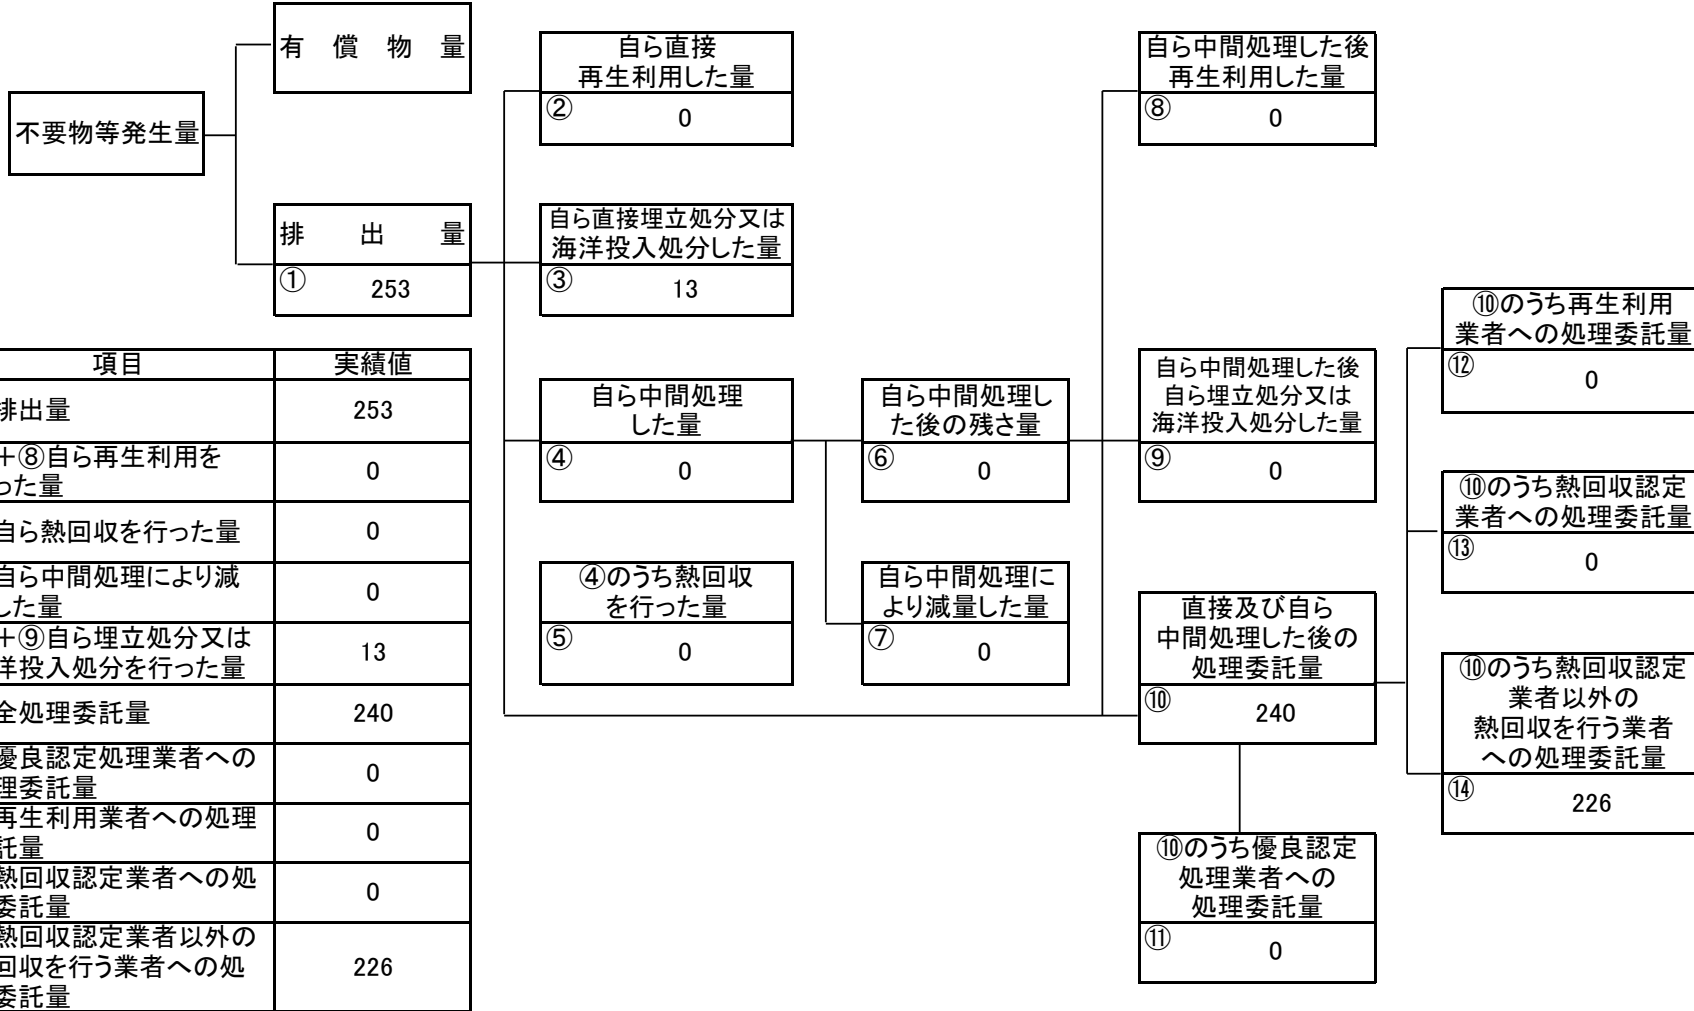 有償物量
不要物等発生量
排出量
①
253
自ら直接
再生利用した量
②
0
自ら直接埋立処分又は
海洋投入処分した量
③
13
自ら中間処理
した量
④
0
④のうち熱回収
を行った量
⑤
0
自ら中間処理し
た後の残さ量
⑥
0
自ら中間処理に
より減量した量
⑦
0
自ら中間処理した後
再生利用した量
⑧
0
自ら中間処理した後
自ら埋立処分又は
海洋投入処分した量
⑨
0
直接及び自ら
中間処理した後の
処理委託量
⑩
240
⑩のうち優良認定
処理業者への
処理委託量
⑪
0
⑩のうち再生利用
業者への処理委託量
⑫
0
⑩のうち熱回収認定
業者への処理委託量
⑬
0
⑩のうち熱回収認定
業者以外の
熱回収を行う業者
への処理委託量
⑭
226
項目 実績値
排出量 253
+⑧自ら再生利用を
った量
0
自ら熱回収を行った量 0
自ら中間処理により減
した量
0
+⑨自ら埋立処分又は
洋投入処分を行った量
13
全処理委託量 240
優良認定処理業者への
理委託量
0
再生利用業者への処理
託量
0
熱回収認定業者への処
委託量
0
熱回収認定業者以外の
回収を行う業者への処
委託量
226